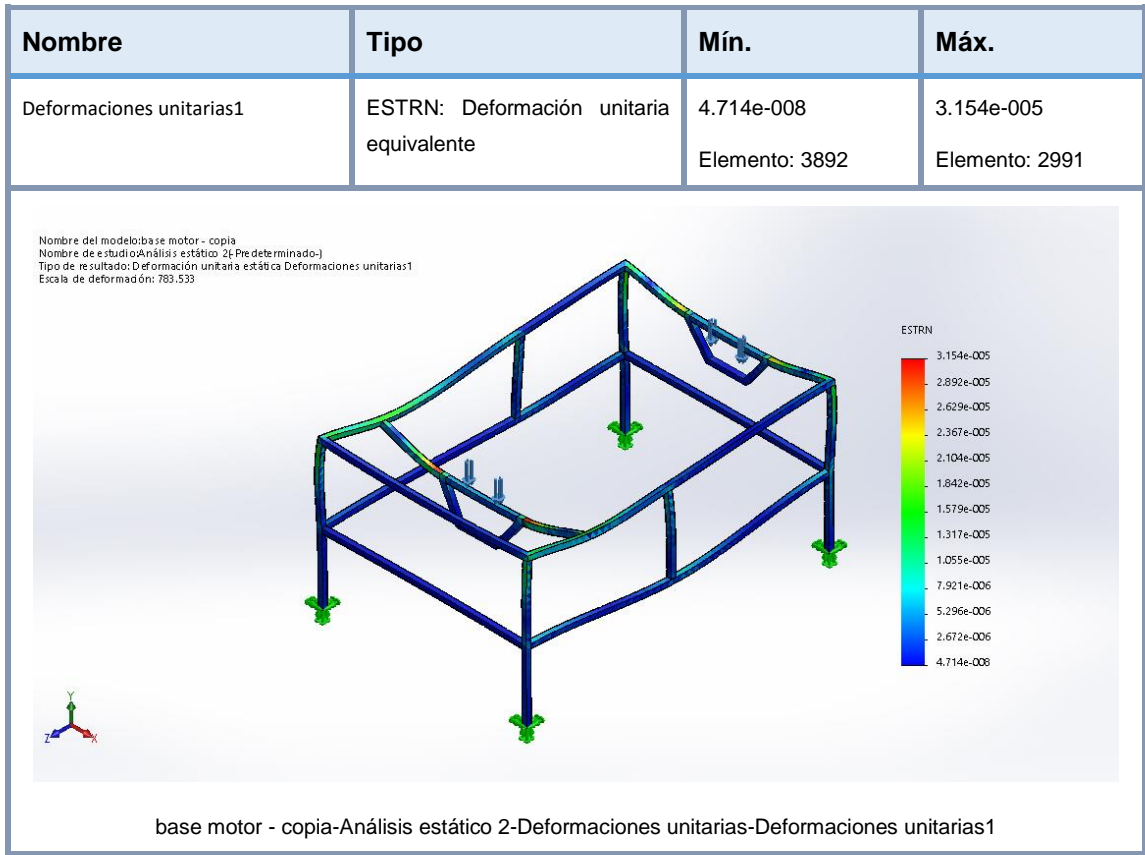 Nombre Tipo Mín. Máx.
Deformaciones unitarias1 ESTRN: Deformación unitaria 4.714e-008 3.154e-005
equivalente Elemento: 3892 Elemento: 2991
Nombre del modelo:base motor - copia
Nombre de estudio:Análisis estático 2(-Predeterminado-)
Tipo de resultado: Deformación unitaria estática Deformaciones unitarias1
Escala de deformación: 783.533
ESTRN
3.154e-005
2.892e-005
2.629e-005
2.367e-005
2.104e-005
1.842e-005
1.579e-005
1.317e-005
1.055e-005
7.921e-006
5.296e-006
2.672e-006
4.714e-008
Y
Z X
base motor - copia-Análisis estático 2-Deformaciones unitarias-Deformaciones unitarias1